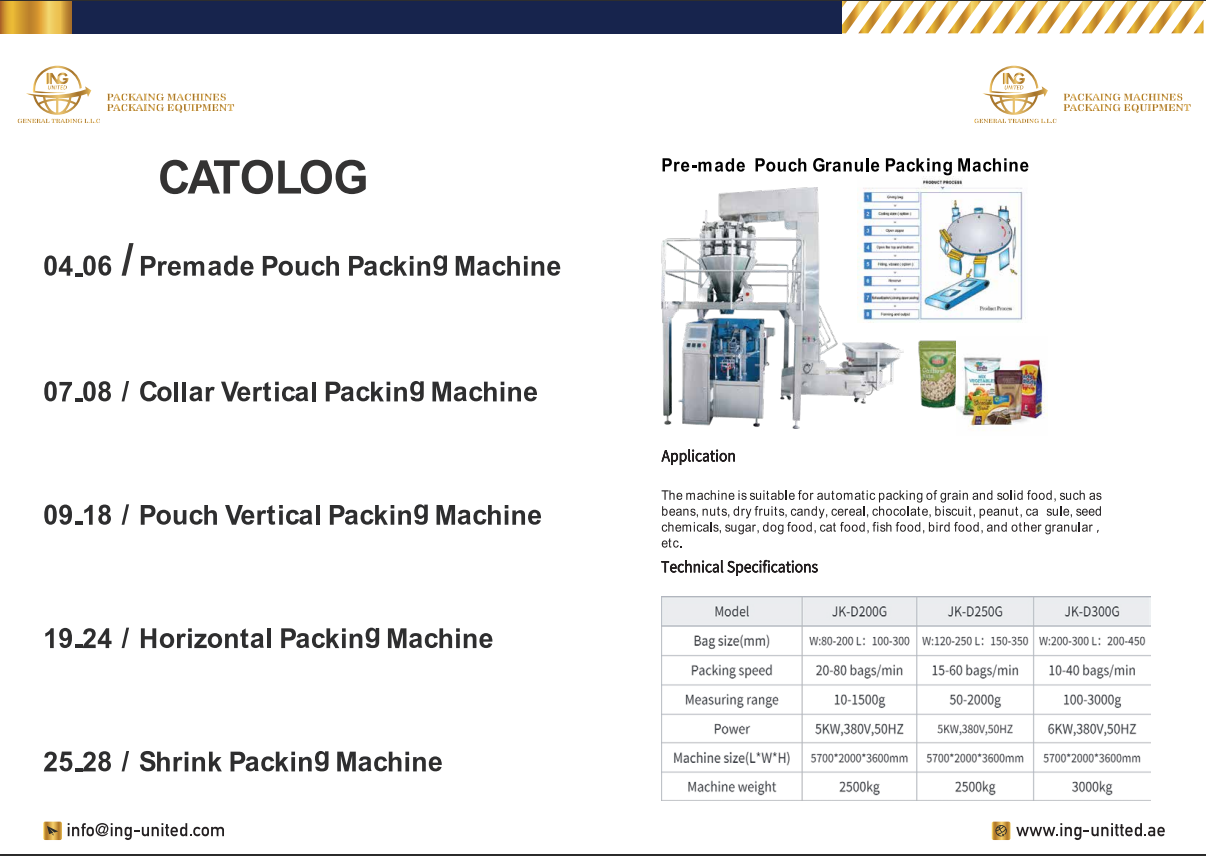 ING
UNITED
GENERAL TRADING L.L.C
PACKAING MACHINES
PACKAING EQUIPMENT
CATOLOG
04-06 / Premade Pouch Packing Machine
07-08 / Collar Vertical Packing Machine
09-18 / Pouch Vertical Packing Machine
19-24 / Horizontal Packing Machine
25-28 / Shrink Packing Machine
info@ing-united.com
ING
UNITED
GENERAL TRADING L.L.C
PACKAING MACHINES
PACKAING EQUIPMENT
Pre-made Pouch Granule Packing Machine
PRODUCT PROCESS
1 Giving bag
2 Coding date ( option )
3 Open zipper
4 Open the top and bottom
5 Filling, vibrate ( option )
6
7
8 Forming and output
Product Process
VEGETABLE
Application
The machine is suitable for automatic packing of grain and solid food, such as
beans, nuts, dry fruits, candy, cereal, chocolate, biscuit, peanut, ca sule, seed
chemicals, sugar, dog food, cat food, fish food, bird food, and other granular ,
etc.
Technical Specifications
Model JK-D200G JK-D250G JK-D300G
Bag size(mm) W:80-200 L: 100-300 W:120-250 L: 150-350 W:200-300 L: 200-450
Packing speed 20-80 bags/min 15-60 bags/min 10-40 bags/min
Measuring range 10-1500g 50-2000g 100-3000g
Power 5KW,380V,50HZ 5KW,380V,50HZ 6KW,380V,50HZ
Machine size(L*W*H) 5700*2000*3600mm 5700*2000*3600mm 5700*2000*3600mm
Machine weight 2500kg 2500kg 3000kg
www.ing-unitted.ae